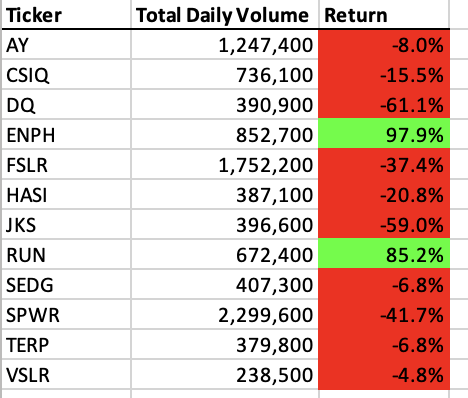 Ticker Total Daily Volume Return
AY 1,247,400 -8.0%
CSIQ 736,100 -15.5%
DQ 390,900 -61.1%
ENPH 852,700 97.9%
FSLR 1,752,200 -37.4%
HASI 387,100 -20.8%
JKS 396,600 -59.0%
RUN 672,400 85.2%
SEDG 407,300 -6.8%
SPWR 2,299,600 -41.7%
TERP 379,800 -6.8%
VSLR 238,500 -4.8%